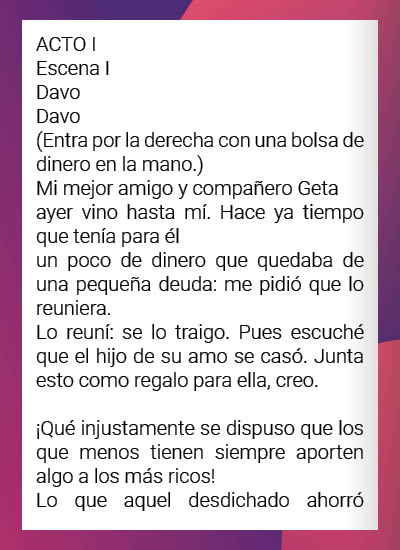 ACTO I
Escena I
Davo
Davo
(Entra por la derecha con una bolsa de
dinero en la mano.)
Mi mejor amigo y compañero Geta
ayer vino hasta mí. Hace ya tiempo
que tenía para él
un poco de dinero que quedaba de
una pequeña deuda: me pidió que lo
reuniera.
Lo reuní: se lo traigo. Pues escuché
que el hijo de su amo se casó. Junta
esto como regalo para ella, creo.
¡Qué injustamente se dispuso que los
que menos tienen siempre aporten
algo a los más ricos!
Lo que aquel desdichado ahorró